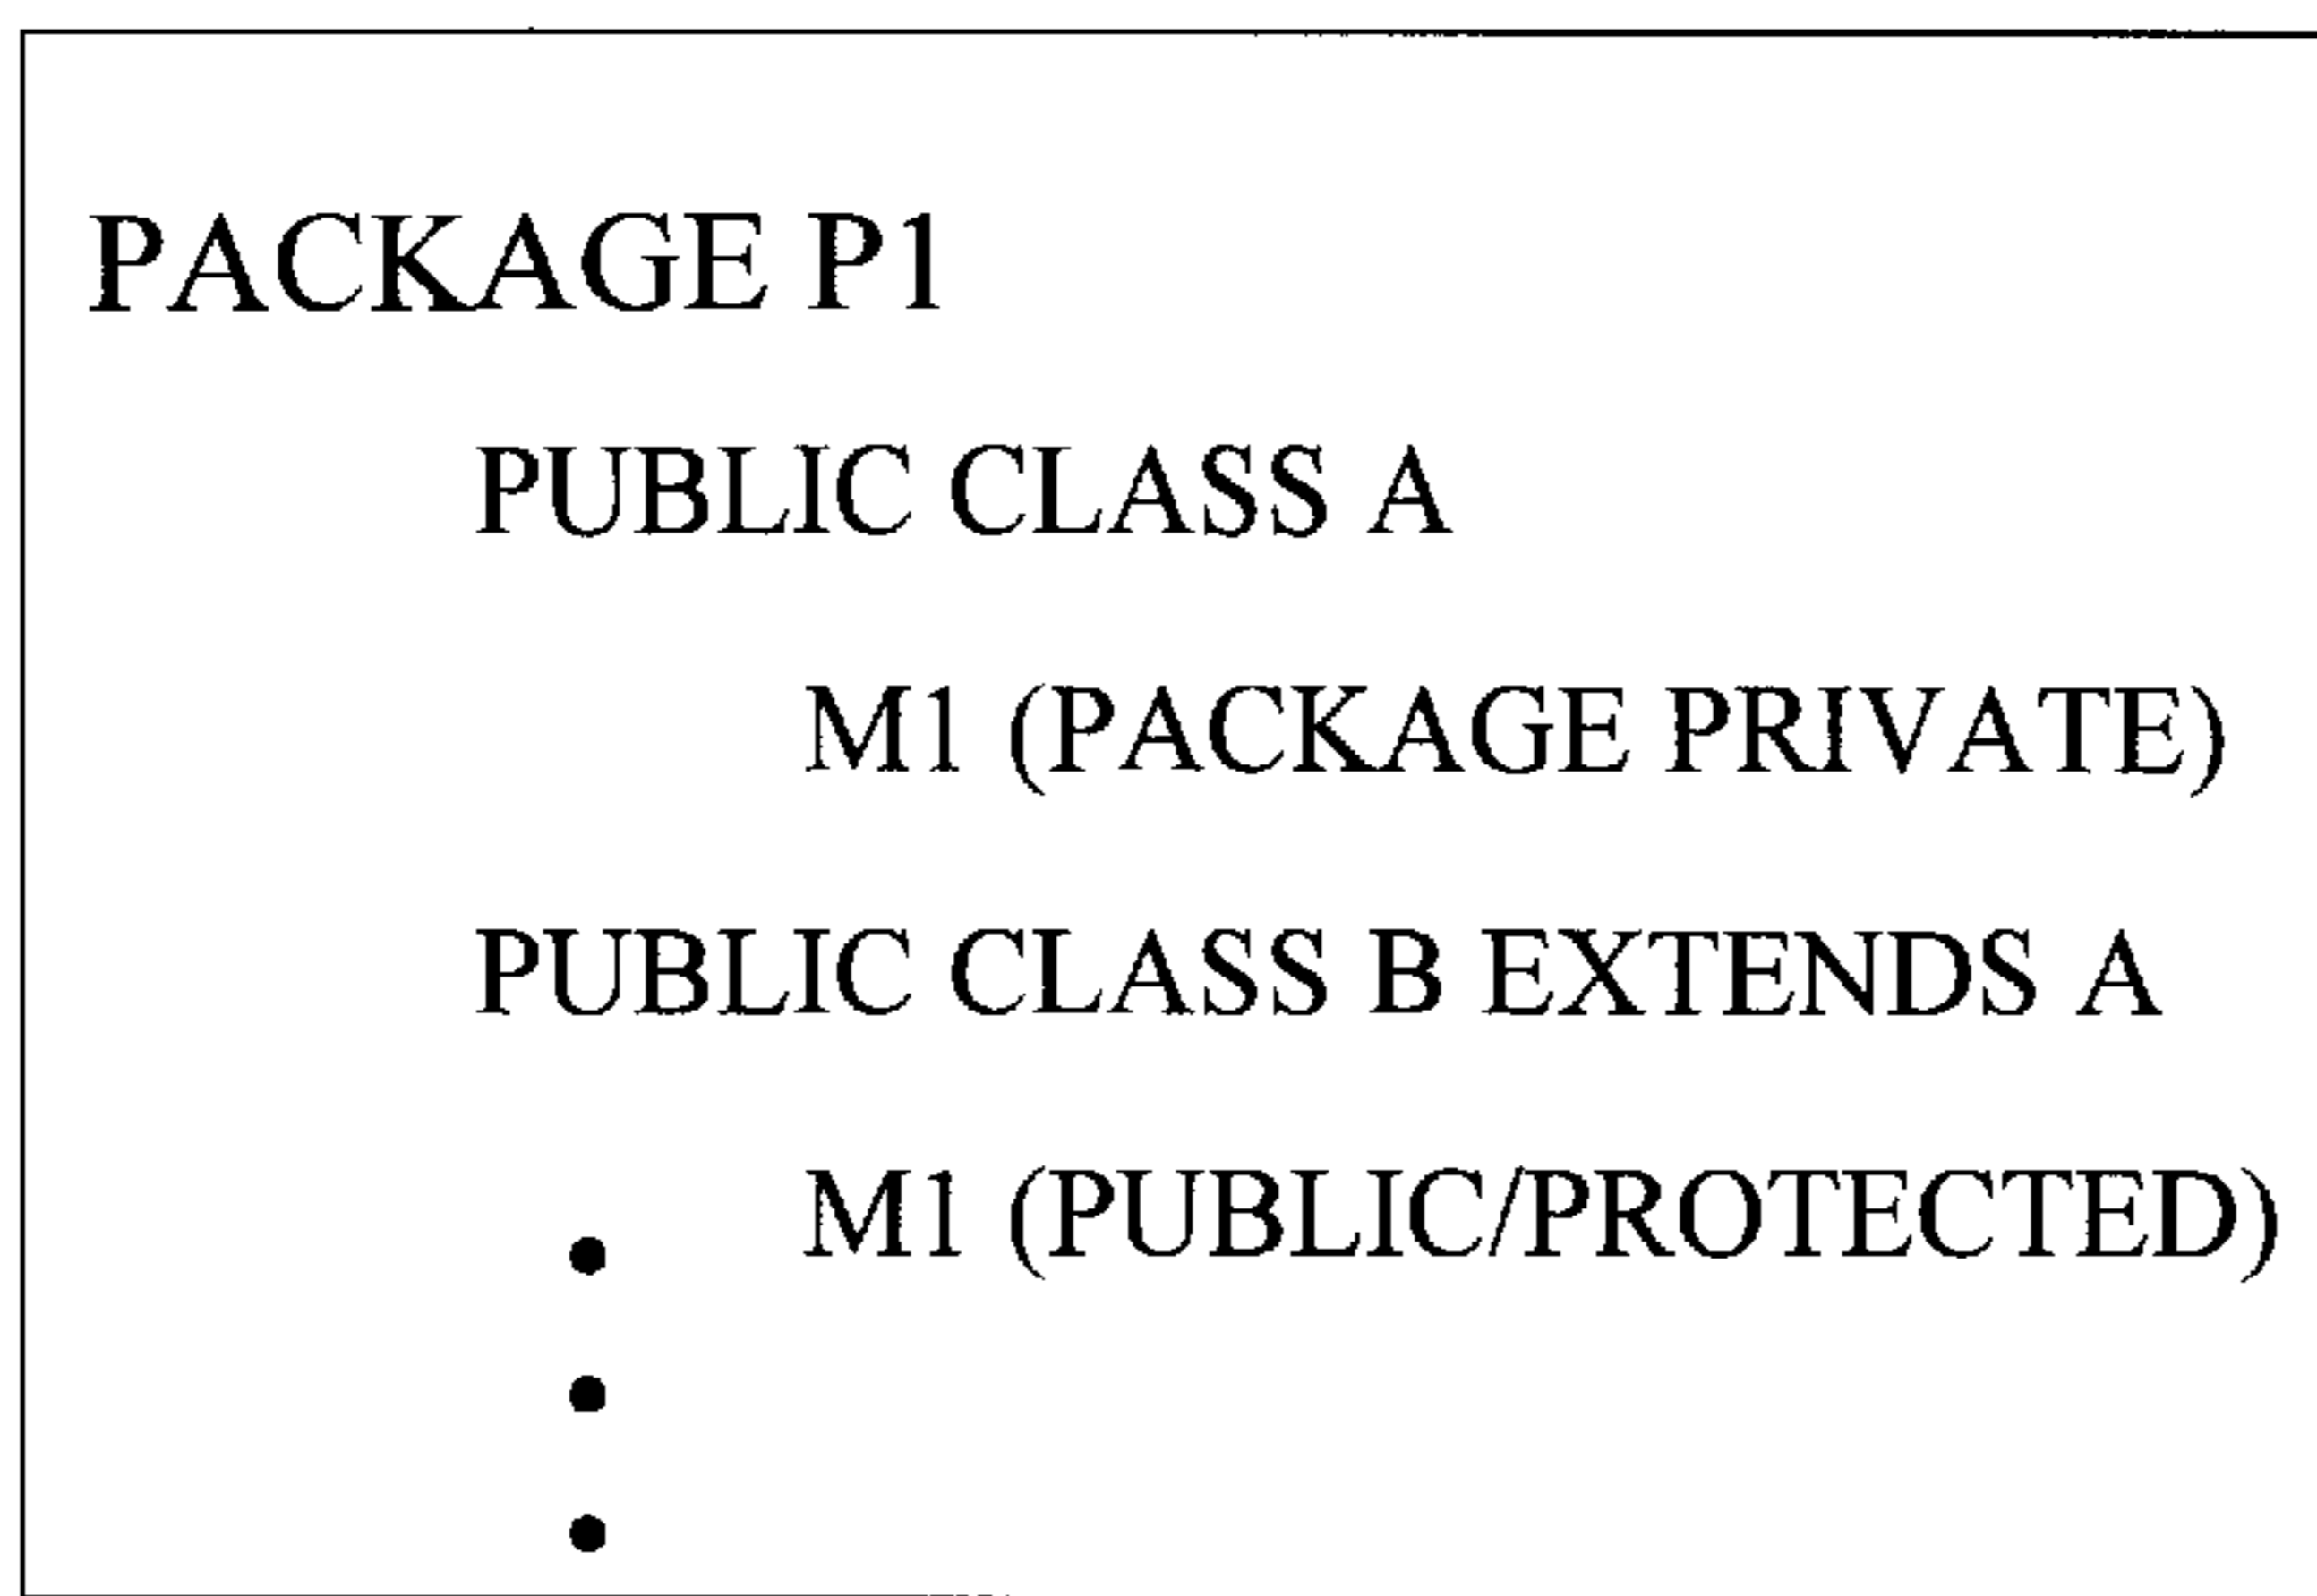 PACKAGE P1
PUBLIC CLASS A
M1 (PACKAGE PRIVATE)
PUBLIC CLASS B EXTENDS A
M1 (PUBLIC/PROTECTED)